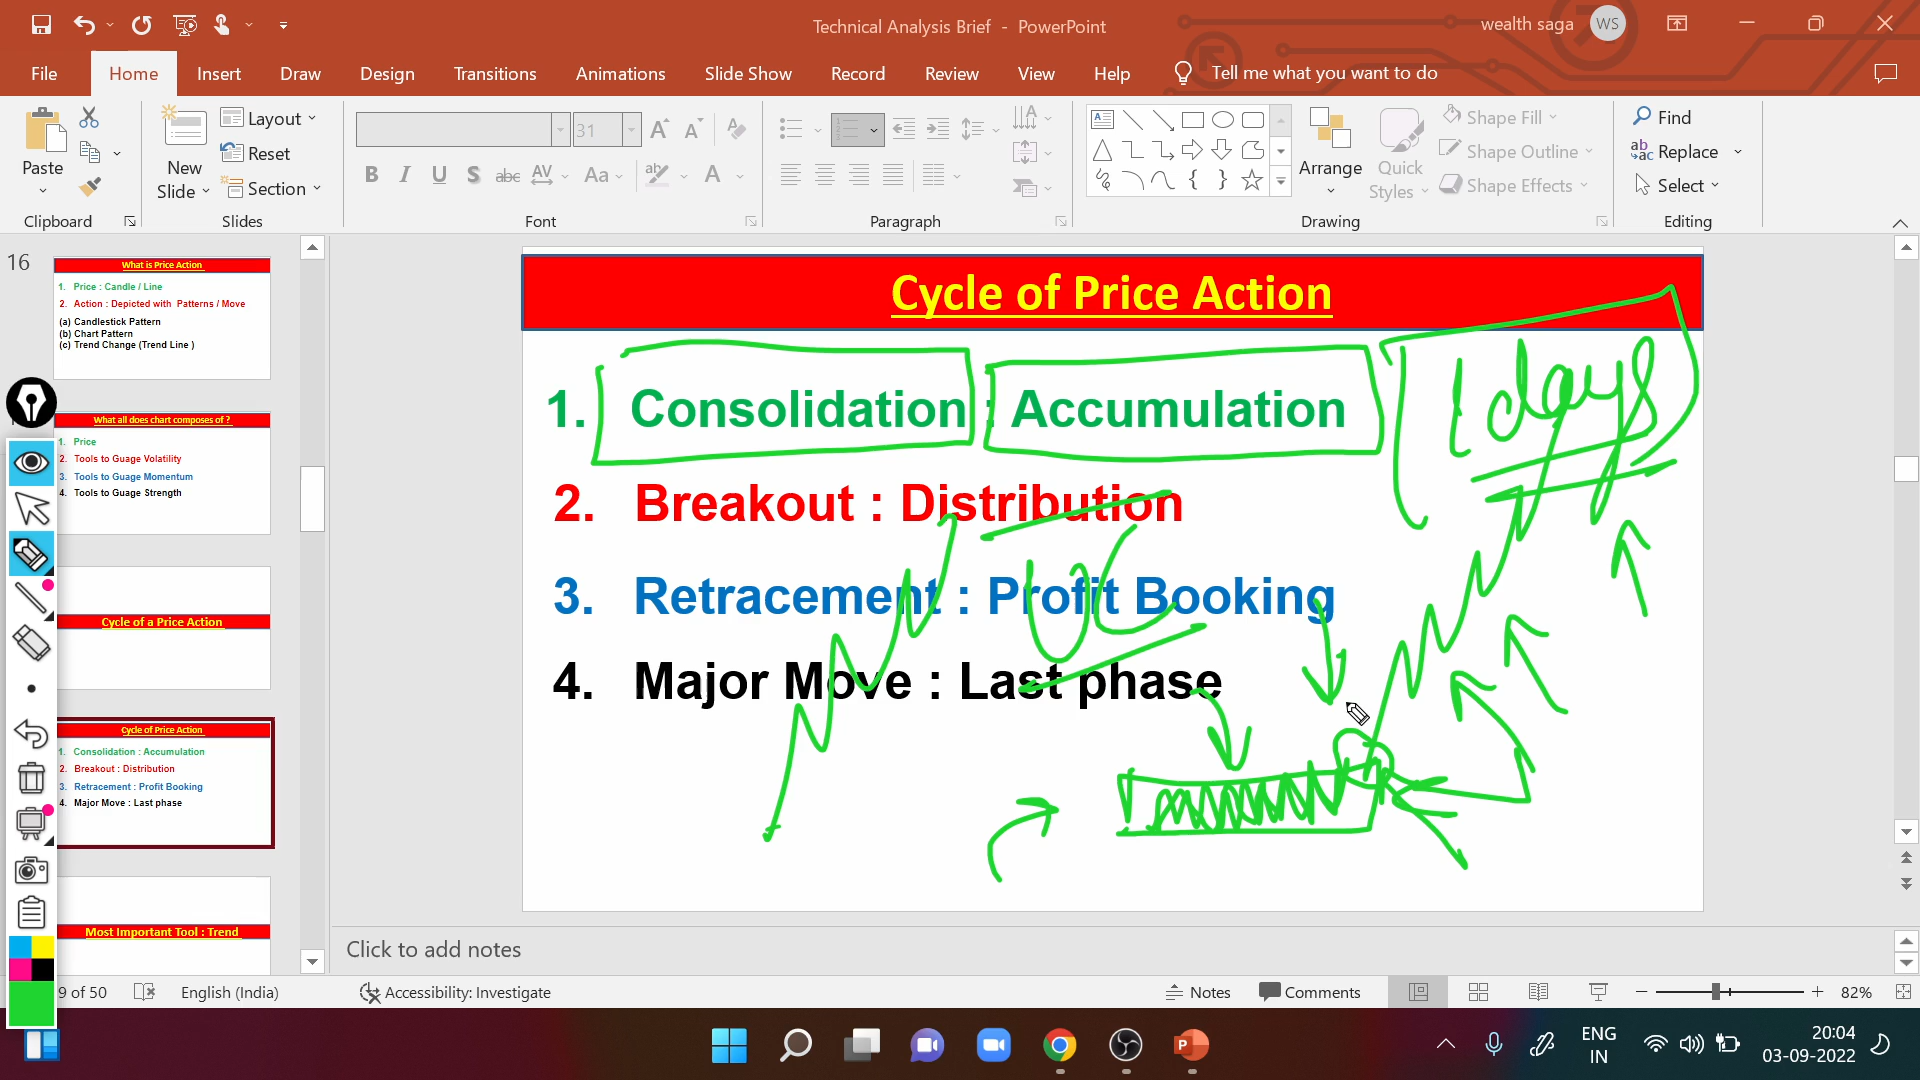 Technical Analysis Brief - PowerPoint
wealth saga
WS
File Home Insert Draw Design Transitions Animations Slide Show Record Review View Help Tell me what you want to do
Paste
Clipboard
New Slide
Layout
Reset
Section
Slides
31
Font
Paragraph
Arrange
Quick Styles
Drawing
Shape Fill
Shape Outline
Shape Effects
Find
Replace
Select
Editing
16
What is Price Action
1. Price : Candle / Line
2. Action : Depicted with Patterns / Move
(a) Candlestick Pattern
(b) Chart Pattern
(c) Trend Change (Trend Line )
What all does chart composes of ?
1. Price
2. Tools to Guage Volatility
3. Tools to Guage Momentum
4. Tools to Guage Strength
Cycle of a Price Action
Cycle of Price Action
1. Consolidation : Accumulation
2. Breakout : Distribution
3. Retracement : Profit Booking
4. Major Move : Last phase
Most Important Tool : Trend
Cycle of Price Action
1. Consolidation : Accumulation
1 days
2. Breakout : Distribution
UC
3. Retracement : Profit Booking
4. Major Move : Last phase
Click to add notes
9 of 50
English (India)
Accessibility: Investigate
Notes
Comments
82%
ENG
IN
20:04
03-09-2022